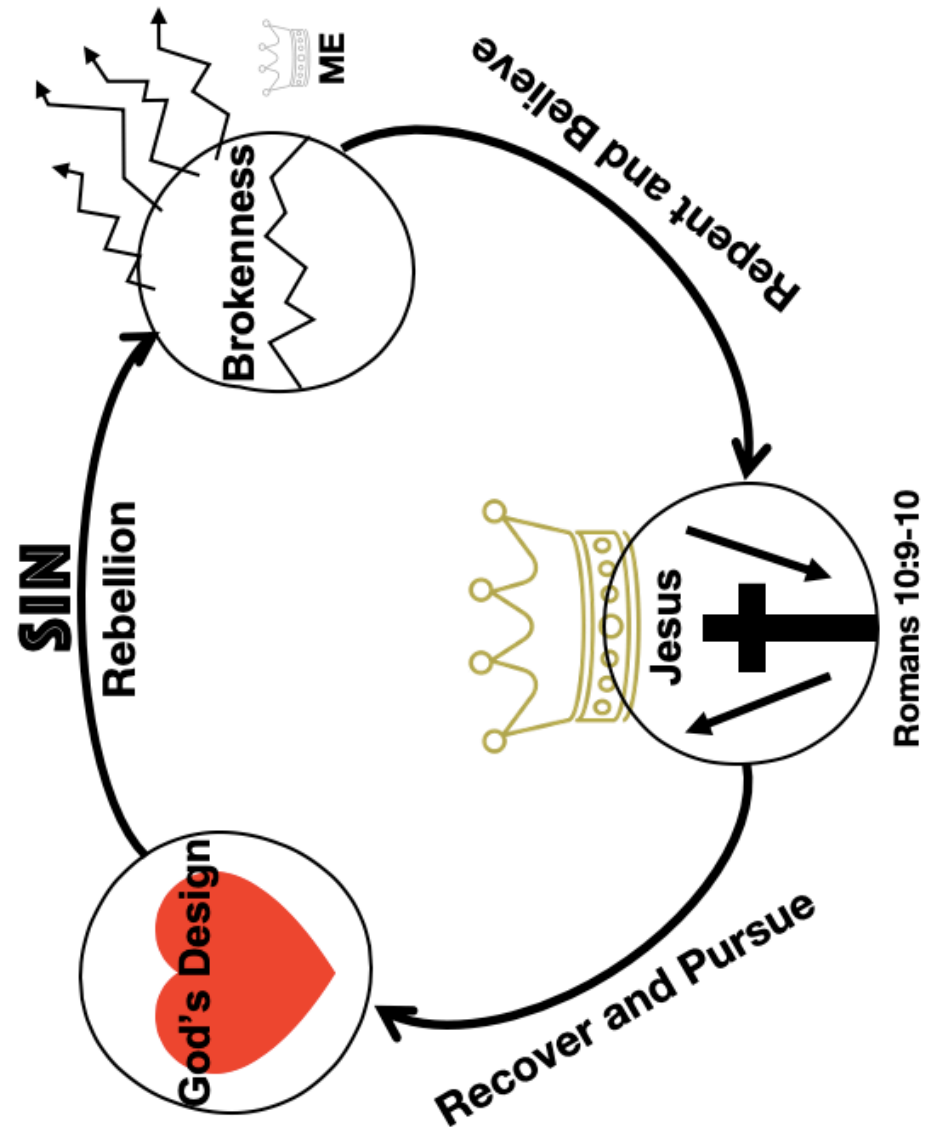 SIN
Rebellion
God's Design
Brokenness
ME
Jesus
Recover and Pursue
Repent and Believe
Romans 10:9-10